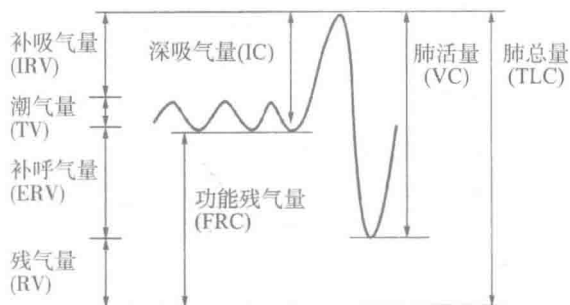 补吸气量
(IRV)
潮气量
(TV)
补呼气量
(ERV)
残气量
(RV)
深吸气量(IC)
功能残气量
(FRC)
肺活量
(VC)
肺总量
(TLC)